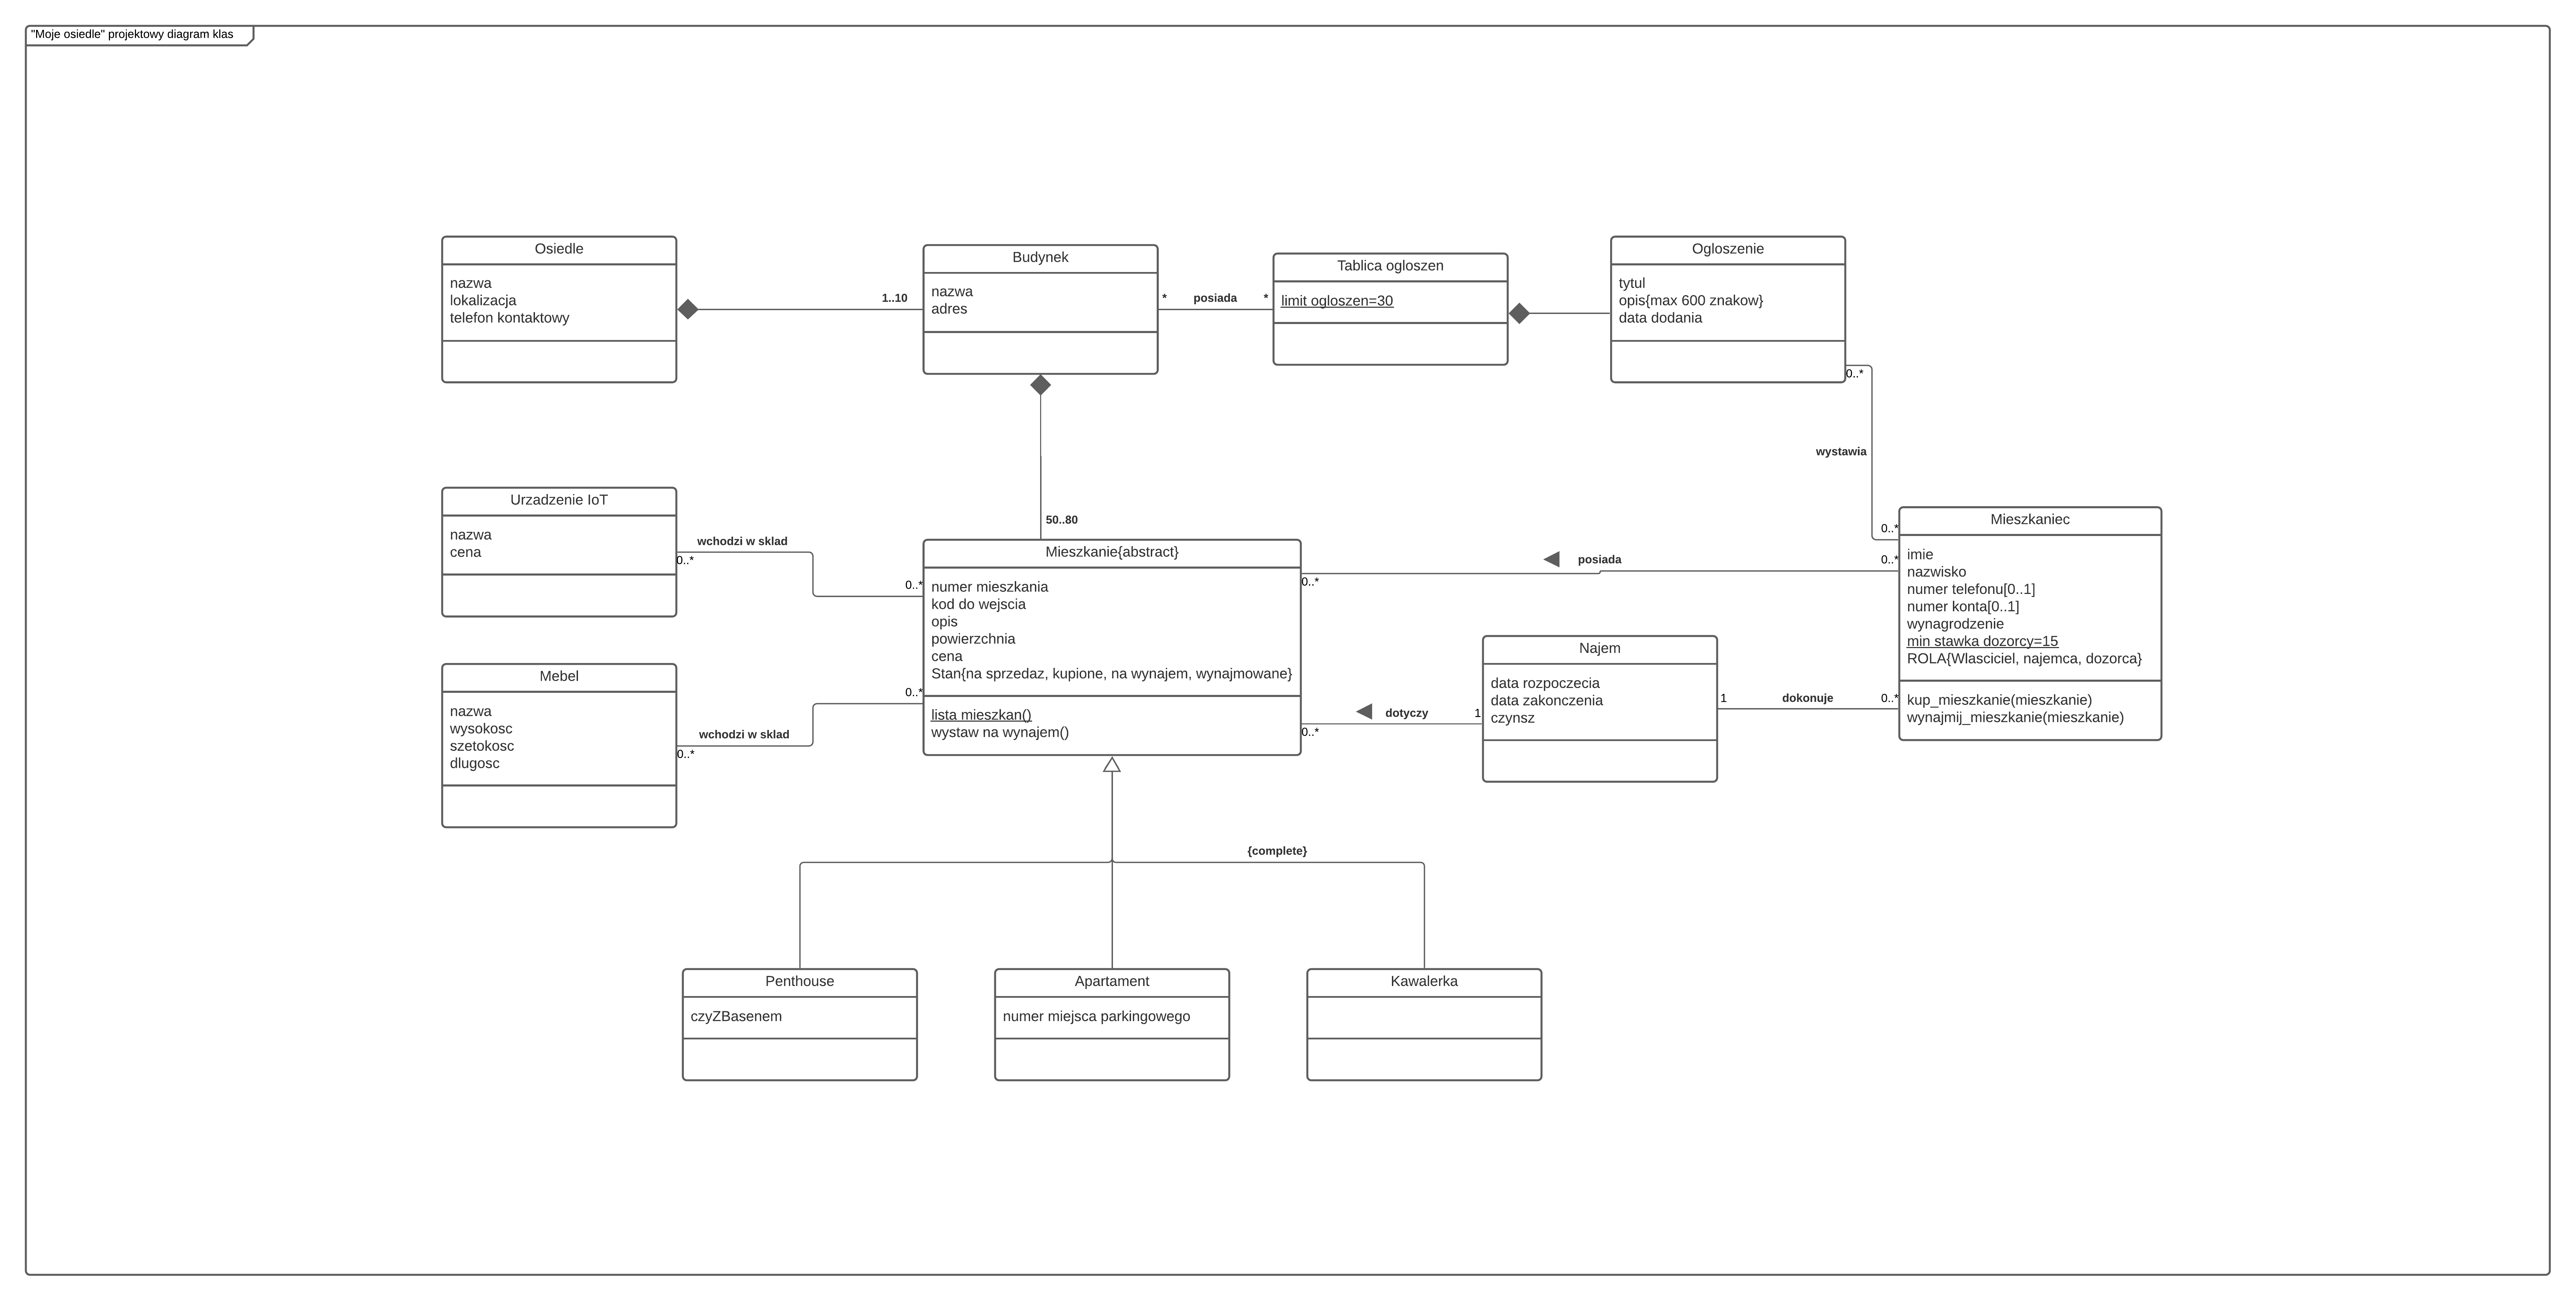 "Moje osiedle" projektowy diagram klas
Osiedle
nazwa
lokalizacja
telefon kontaktowy
1..10
Budynek
nazwa
adres
*
posiada
*
Tablica ogloszen
limit ogloszen=30
Ogloszenie
tytul
opis{max 600 znakow}
data dodania
0..*
wystawia
0..*
50..80
Urzadzenie IoT
nazwa
cena
wchodzi w sklad
0..*
0..*
Mebel
nazwa
wysokosc
szetokosc
dlugosc
wchodzi w sklad
0..*
0..*
Mieszkanie{abstract}
numer mieszkania
kod do wejscia
opis
powierzchnia
cena
Stan{na sprzedaz, kupione, na wynajem, wynajmowane}
lista mieszkan()
wystaw na wynajem()
0..*
posiada
0..*
0..*
dotyczy
1
Najem
data rozpoczecia
data zakonczenia
czynsz
1
dokonuje
0..*
Mieszkaniec
imie
nazwisko
numer telefonu[0..1]
numer konta[0..1]
wynagrodzenie
min stawka dozorcy=15
ROLA{Wlasciciel, najemca, dozorca}
kup_mieszkanie(mieszkanie)
wynajmij_mieszkanie(mieszkanie)
{complete}
Penthouse
czyZBasenem
Apartament
numer miejsca parkingowego
Kawalerka